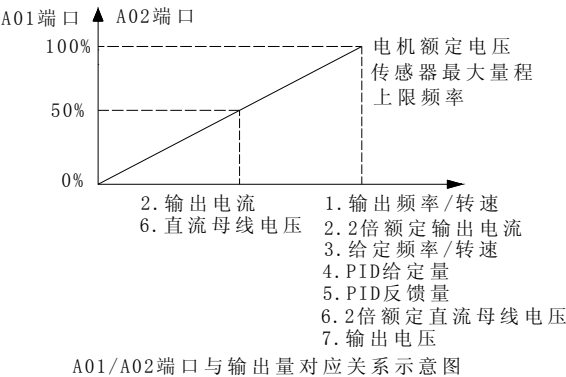 A01端口 A02端口
100%
电机额定电压
传感器最大量程
上限频率
50%
0%
2.输出电流
6.直流母线电压
1.输出频率/转速
2.2倍额定输出电流
3.给定频率/转速
4.PID给定量
5.PID反馈量
6.2倍额定直流母线电压
7.输出电压
A01/A02端口与输出量对应关系示意图